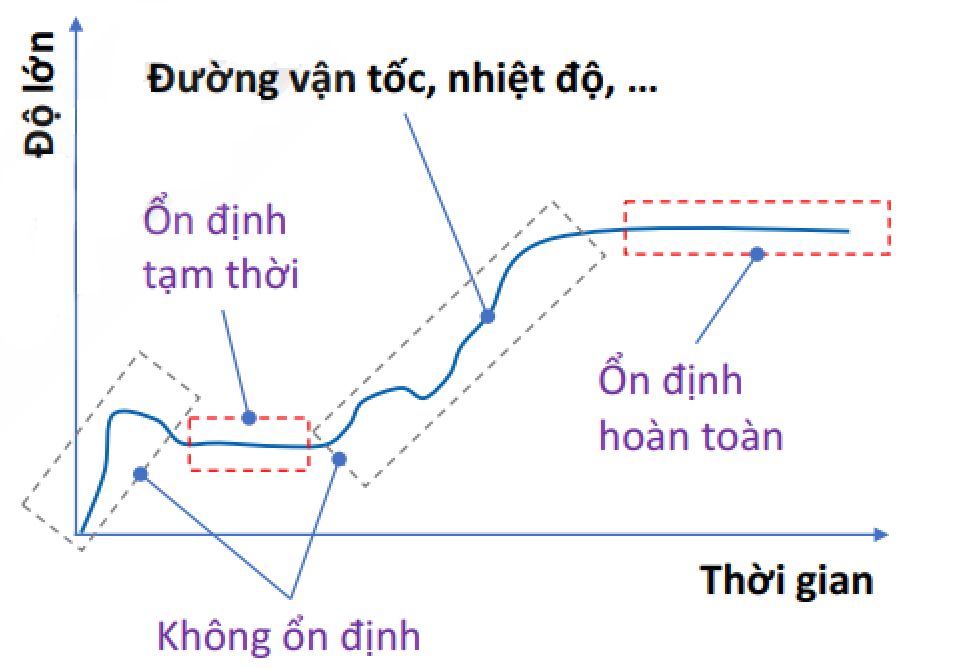 Độ lớn
Đường vận tốc, nhiệt độ, ...
Ổn định
tạm thời
Ổn định
hoàn toàn
Thời gian
Không ổn định